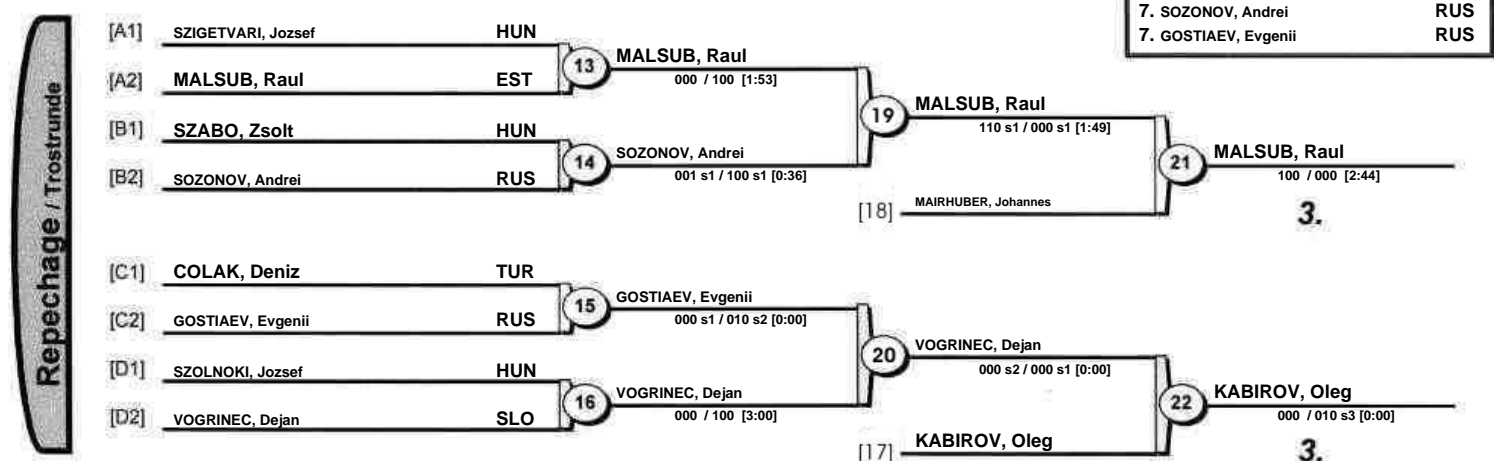 7. SOZONOV, Andrei RUS
7. GOSTIAEV, Evgenii RUS
Repechage / Trostrunde
[A1] SZIGETVARI, Jozsef HUN
13 MALSUB, Raul
000 / 100 [1:53]
[A2] MALSUB, Raul EST
19 MALSUB, Raul
110 s1 / 000 s1 [1:49]
[B1] SZABO, Zsolt HUN
14 SOZONOV, Andrei
001 s1 / 100 s1 [0:36]
[B2] SOZONOV, Andrei RUS
21 MALSUB, Raul
100 / 000 [2:44]
[18] MAIRHUBER, Johannes
3.
[C1] COLAK, Deniz TUR
15 GOSTIAEV, Evgenii
000 s1 / 010 s2 [0:00]
[C2] GOSTIAEV, Evgenii RUS
20 VOGRINEC, Dejan
000 s2 / 000 s1 [0:00]
[D1] SZOLNOKI, Jozsef HUN
16 VOGRINEC, Dejan
000 / 100 [3:00]
[D2] VOGRINEC, Dejan SLO
22 KABIROV, Oleg
000 / 010 s3 [0:00]
[17] KABIROV, Oleg
3.